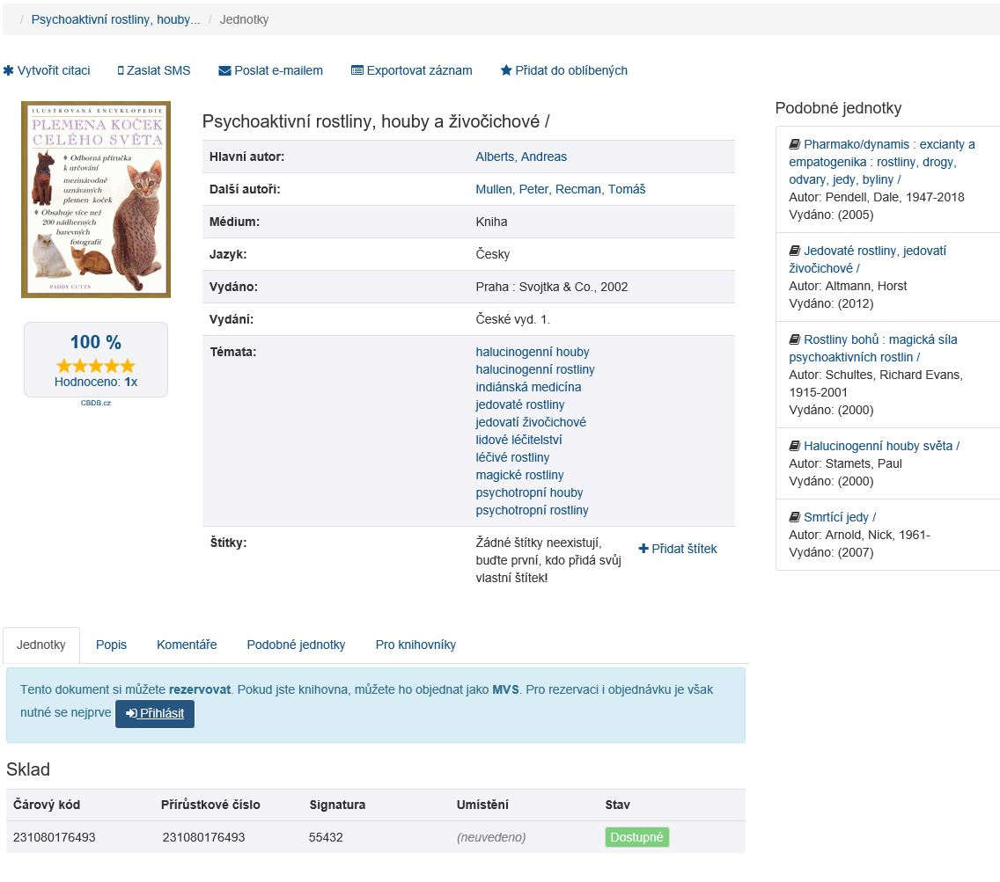 / Psychoaktivní rostliny, houby... / Jednotky
Vytvořit citaci Zaslat SMS Poslat e-mailem Exportovat záznam Přidat do oblíbených
ILUSTROVANÁ ENCYKLOPEDIE
PLEMENA KOČEK
CELÉHO SVĚTA
Odborná příručka
k určování
mezinárodně
uznávaných
plemen koček
Obsahuje více než
200 nádherných
barevných
fotografií
PADDY CUTTS
100 %
Hodnoceno: 1x
CBDB.cz
Psychoaktivní rostliny, houby a živočichové /
Hlavní autor: Alberts, Andreas
Další autoři: Mullen, Peter, Recman, Tomáš
Médium: Kniha
Jazyk: Česky
Vydáno: Praha : Svojtka & Co., 2002
Vydání: České vyd. 1.
Témata: halucinogenní houby
halucinogenní rostliny
indiánská medicína
jedovaté rostliny
jedovatí živočichové
lidové léčitelství
léčivé rostliny
magické rostliny
psychotropní houby
psychotropní rostliny
Štítky: Žádné štítky neexistují,
buďte první, kdo přidá svůj
vlastní štítek!
Přidat štítek
Podobné jednotky
Pharmako/dynamis : excianty a
empatogenika : rostliny, drogy,
odvary, jedy, byliny /
Autor: Pendell, Dale, 1947-2018
Vydáno: (2005)
Jedovaté rostliny, jedovatí
živočichové /
Autor: Altmann, Horst
Vydáno: (2012)
Rostliny bohů : magická síla
psychoaktivních rostlin /
Autor: Schultes, Richard Evans,
1915-2001
Vydáno: (2000)
Halucinogenní houby světa /
Autor: Stamets, Paul
Vydáno: (2000)
Smrtící jedy /
Autor: Arnold, Nick, 1961-
Vydáno: (2007)
Jednotky Popis Komentáře Podobné jednotky Pro knihovníky
Tento dokument si můžete rezervovat. Pokud jste knihovna, můžete ho objednat jako MVS. Pro rezervaci i objednávku je však
nutné se nejprve Přihlásit
Sklad
Čárový kód Přírůstkové číslo Signatura Umístění Stav
231080176493 231080176493 55432 (neuvedeno) Dostupné